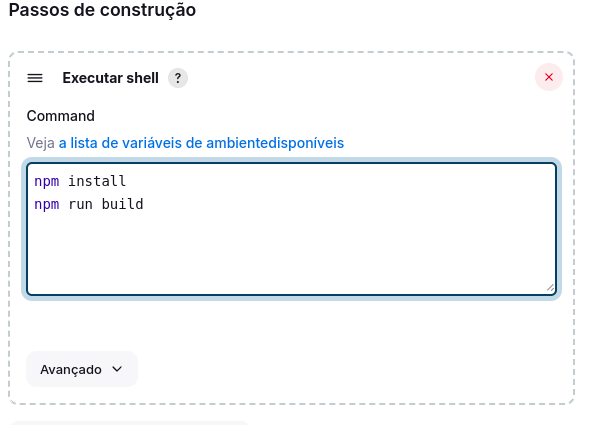 Passos de construção
Executar shell ?
Command
Veja a lista de variáveis de ambientedisponíveis
npm install
npm run build
Avançado